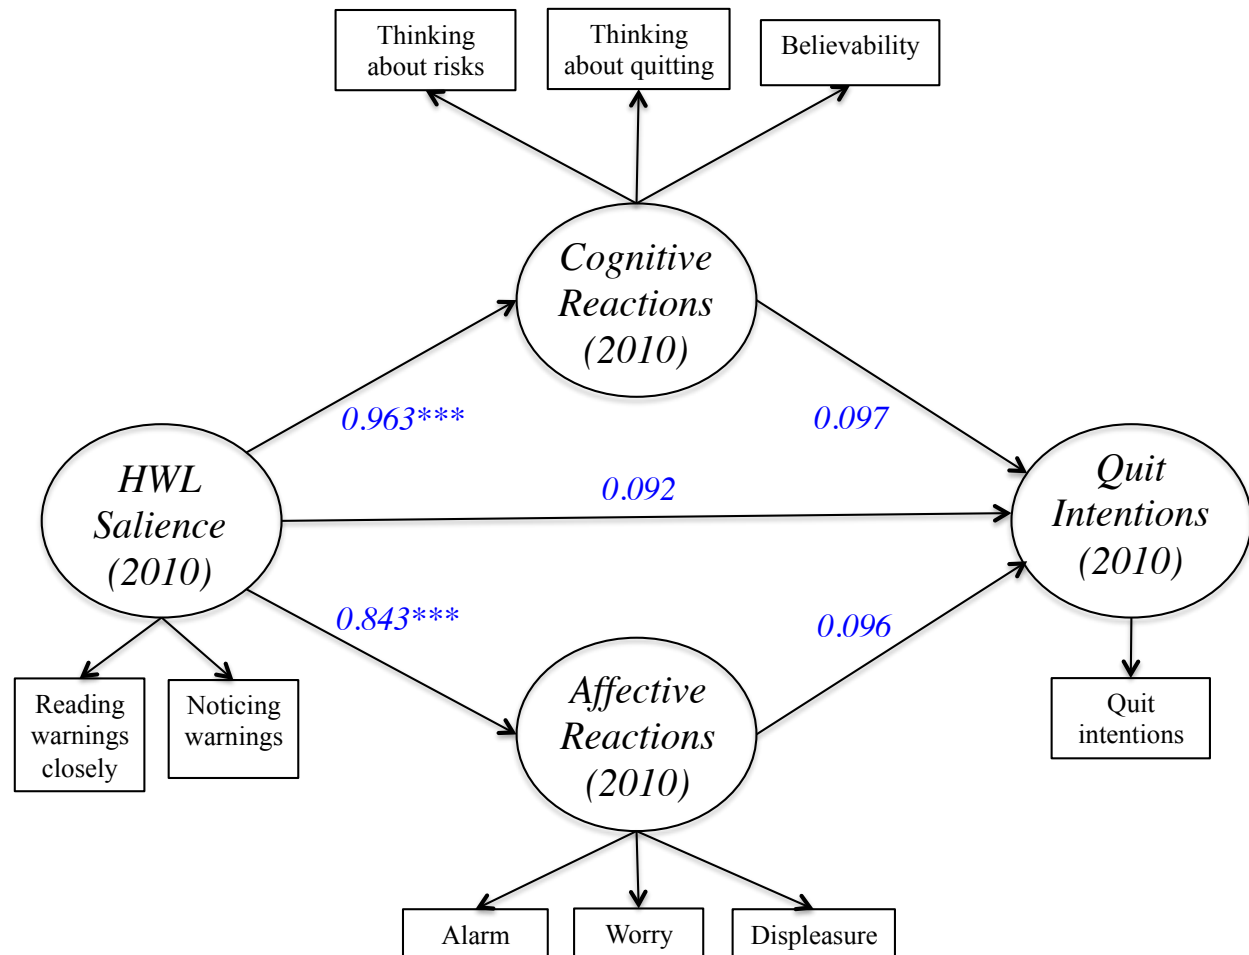 Thinking
about risks
Thinking
about quitting
Believability
Cognitive
Reactions
(2010)
0.963***
0.097
HWL
Salience
(2010)
0.092
Quit
Intentions
(2010)
0.843***
0.096
Reading
warnings
closely
Noticing
warnings
Affective
Reactions
(2010)
Quit
intentions
Alarm
Worry
Displeasure